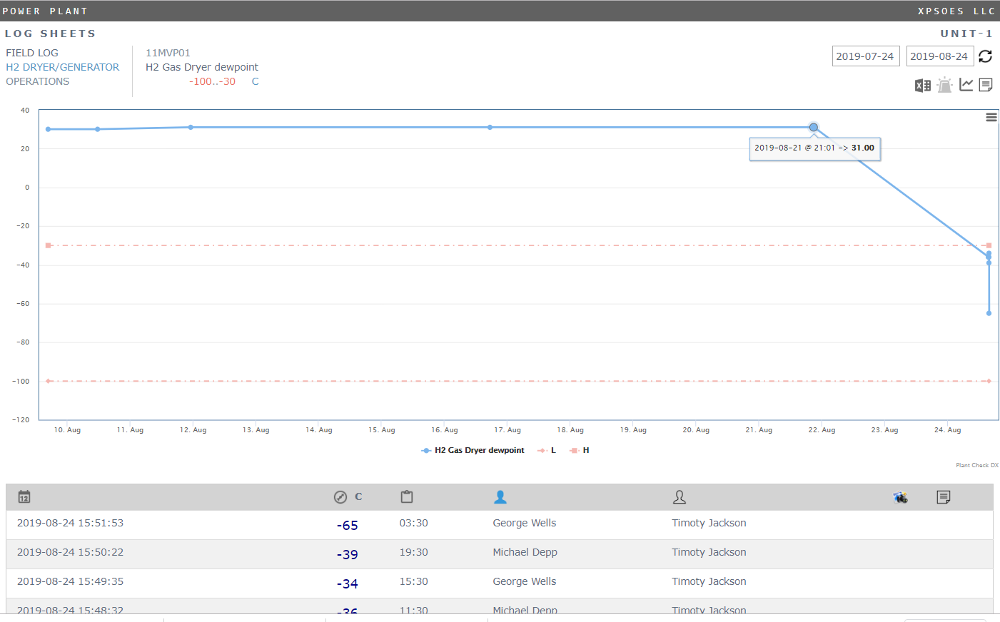 POWER PLANT XPSOES LLC
LOG SHEETS UNIT-1
FIELD LOG 11MVP01 2019-07-24 2019-08-24
H2 DRYER/GENERATOR H2 Gas Dryer dewpoint
OPERATIONS -100..-30 C
40
20
0
-20
-40
-60
-80
-100
-120
2019-08-21 @ 21:01 -> 31.00
10. Aug 11. Aug 12. Aug 13. Aug 14. Aug 15. Aug 16. Aug 17. Aug 18. Aug 19. Aug 20. Aug 21. Aug 22. Aug 23. Aug 24. Aug
H2 Gas Dryer dewpoint L H
Plant Check DX
12 C
2019-08-24 15:51:53 -65 03:30 George Wells Timoty Jackson
2019-08-24 15:50:22 -39 19:30 Michael Depp Timoty Jackson
2019-08-24 15:49:35 -34 15:30 George Wells Timoty Jackson
2019-08-24 15:48:32 -36 11:30 Michael Depp Timoty Jackson